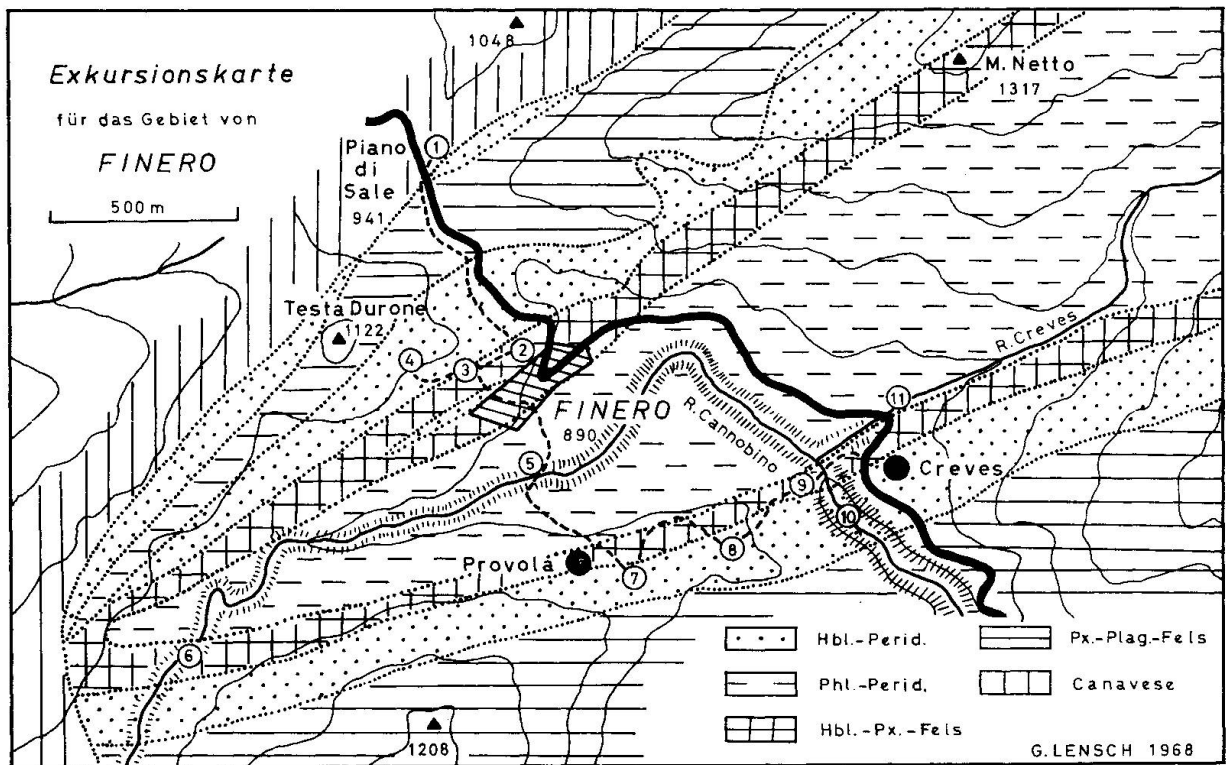 Exkursionskarte
für das Gebiet von
FINERO
500 m
1048
M. Netto
1317
1
Piano
di
Sale
941
Testa Durone
1122
2
3
4
FINERO
890
5
R. Cannobino
R. Creves
11
Creves
9
10
Provola
8
7
6
1208
Hbl.-Perid.
Phl.-Perid.
Hbl.-Px.-Fels
Px.-Plag.-Fels
Canavese
G. LENSCH 1968